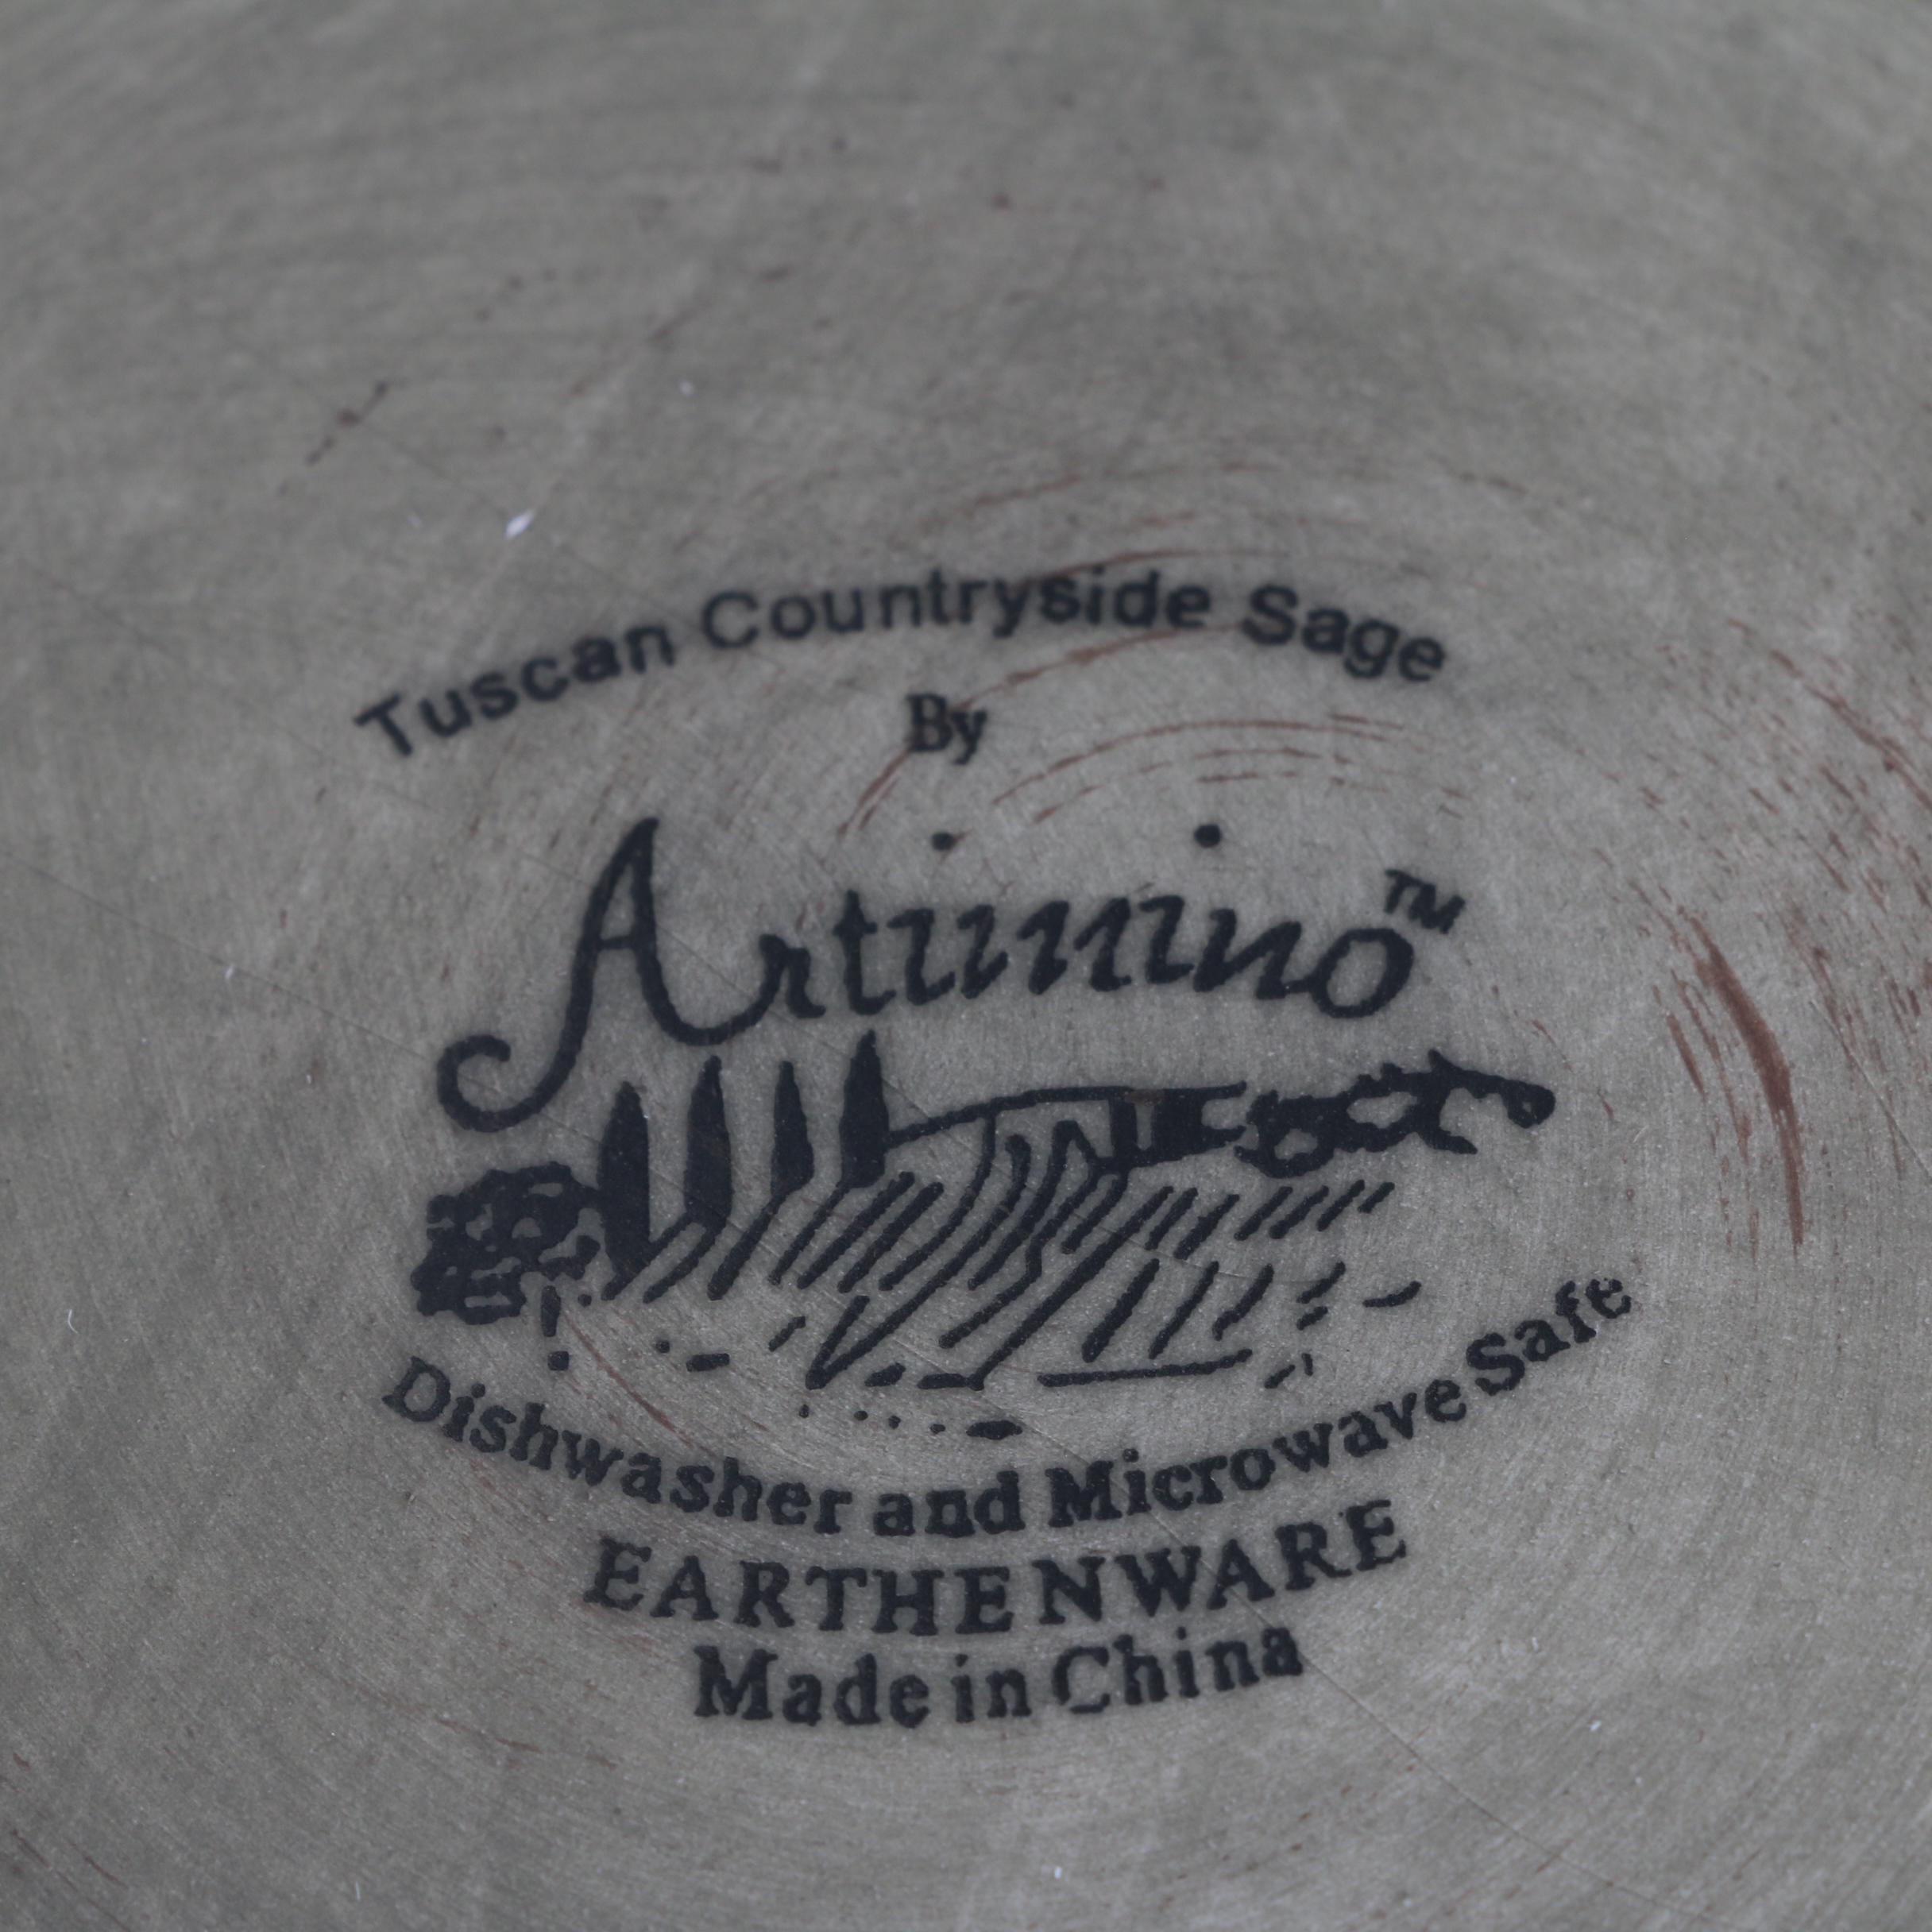 Tuscan Countryside Sage
By
Artimino™
Dishwasher and Microwave Safe
EARTHENWARE
Made in China